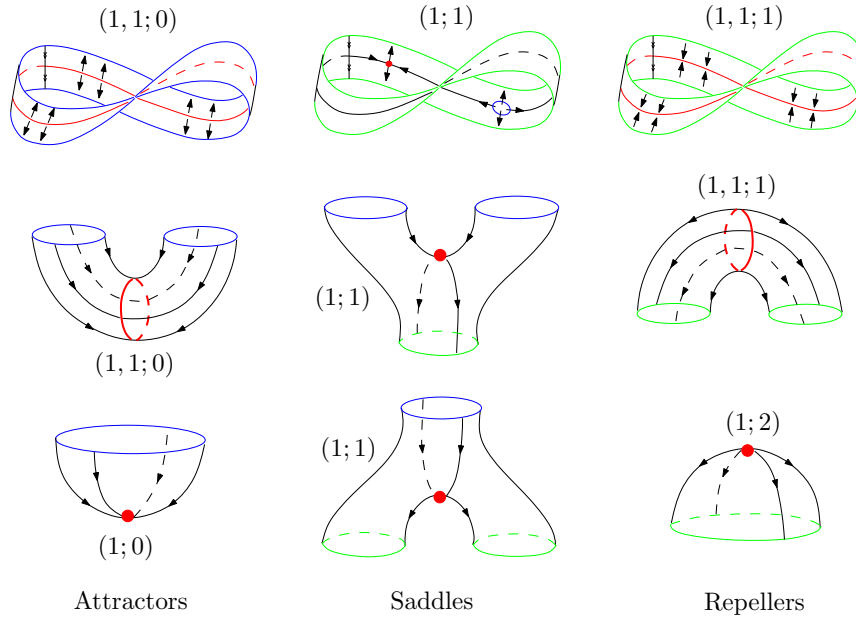 (1, 1; 0)
(1; 1)
(1, 1; 1)
(1, 1; 1)
(1; 1)
(1, 1; 0)
(1; 1)
(1; 2)
(1; 0)
Attractors
Saddles
Repellers